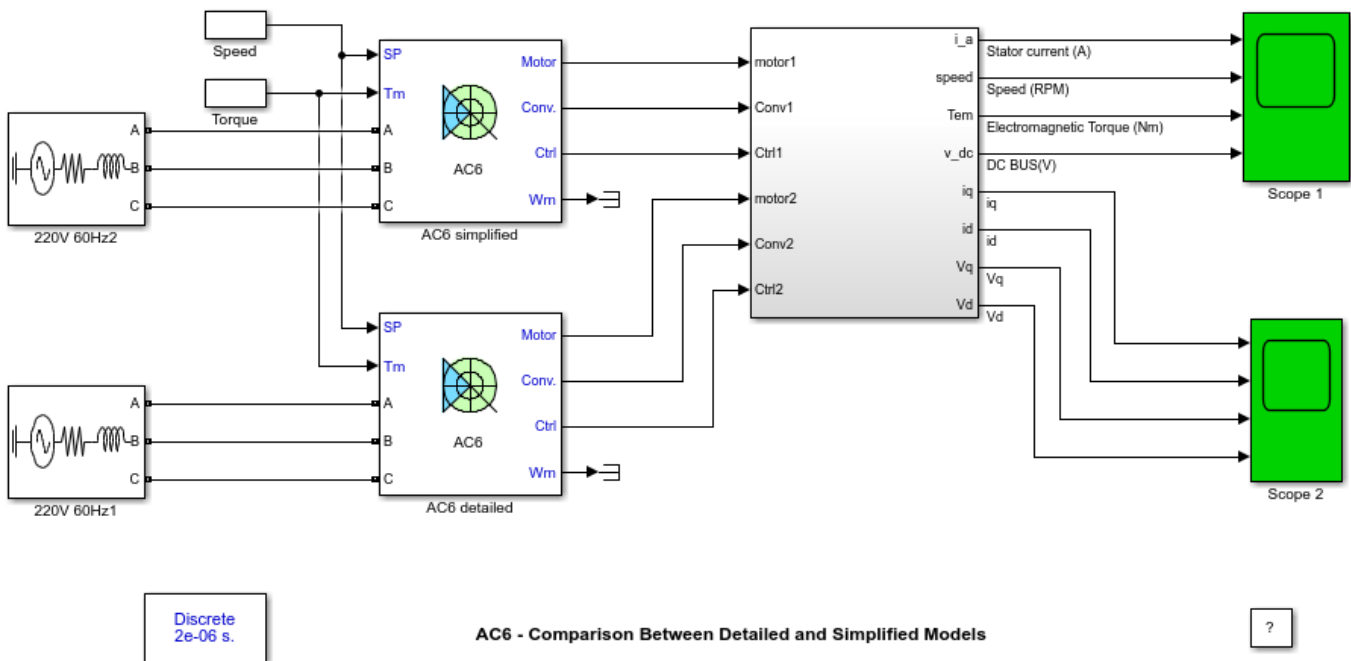 Speed
Torque
A
B
C
220V 60Hz2
SP
Tm
A
B
C
AC6
Motor
Conv.
Ctrl
Wm
AC6 simplified
motor1
Conv1
Ctrl1
motor2
Conv2
Ctrl2
i_a
speed
Tem
v_dc
iq
id
Vq
Vd
Stator current (A)
Speed (RPM)
Electromagnetic Torque (Nm)
DC BUS(V)
iq
id
Vq
Vd
Scope 1
A
B
C
220V 60Hz1
SP
Tm
A
B
C
AC6
Motor
Conv.
Ctrl
Wm
AC6 detailed
Scope 2
Discrete
2e-06 s.
AC6 - Comparison Between Detailed and Simplified Models
?